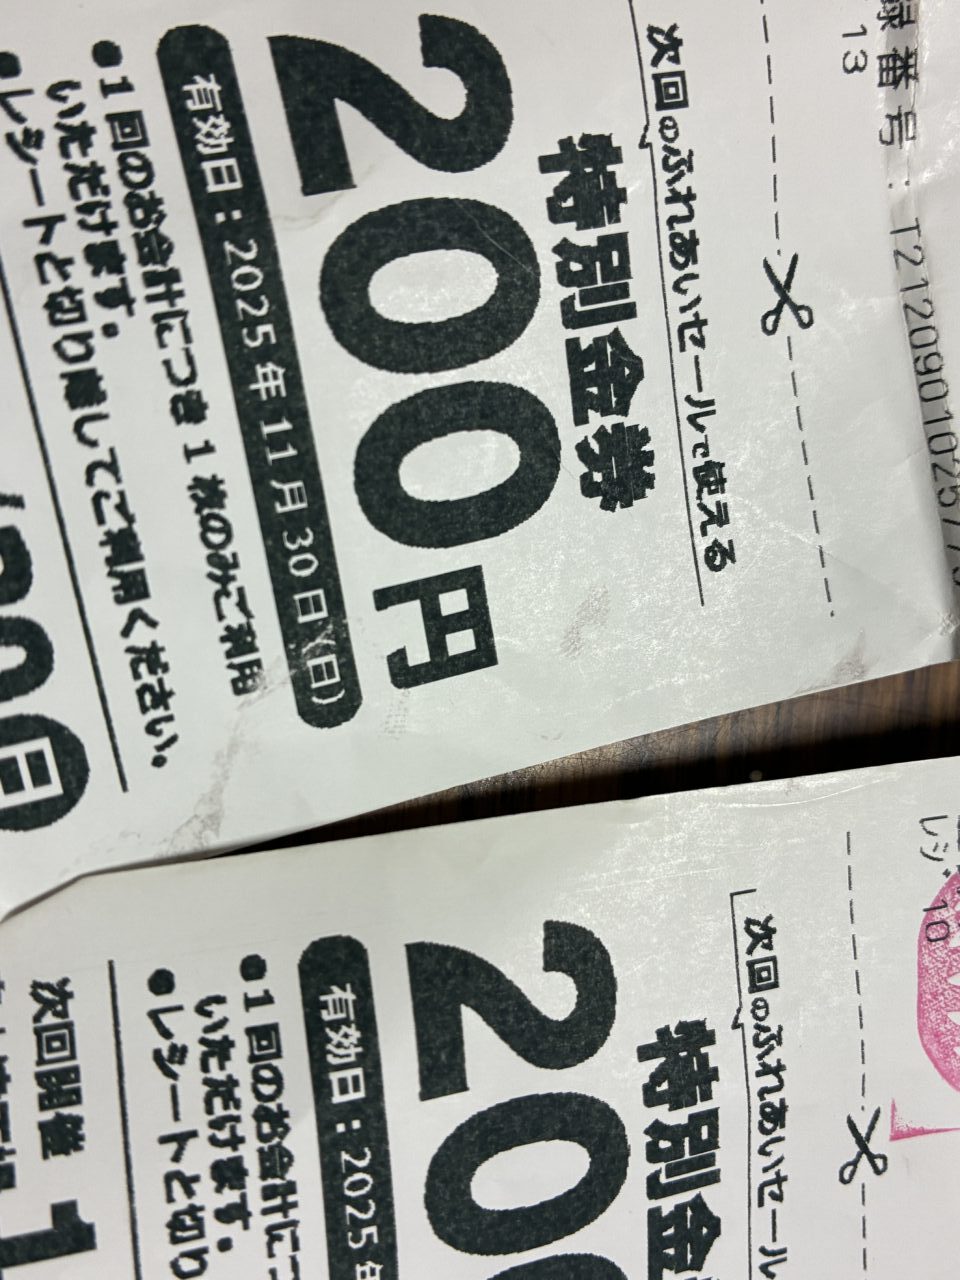 録番号:T2120901025775
13
次回のふれあいセールで使える
特別金券
200円
有効日:2025年11月30日(日)
●1回のお会計につき1枚のみご利用
いただけます。
●レシートと切り離してご利用ください。
日
レジ 10
次回のふれあいセール
特別金
200
有効日:2025
●1回のお会計に
いただけます。
●レシートと切り
次回開催
1